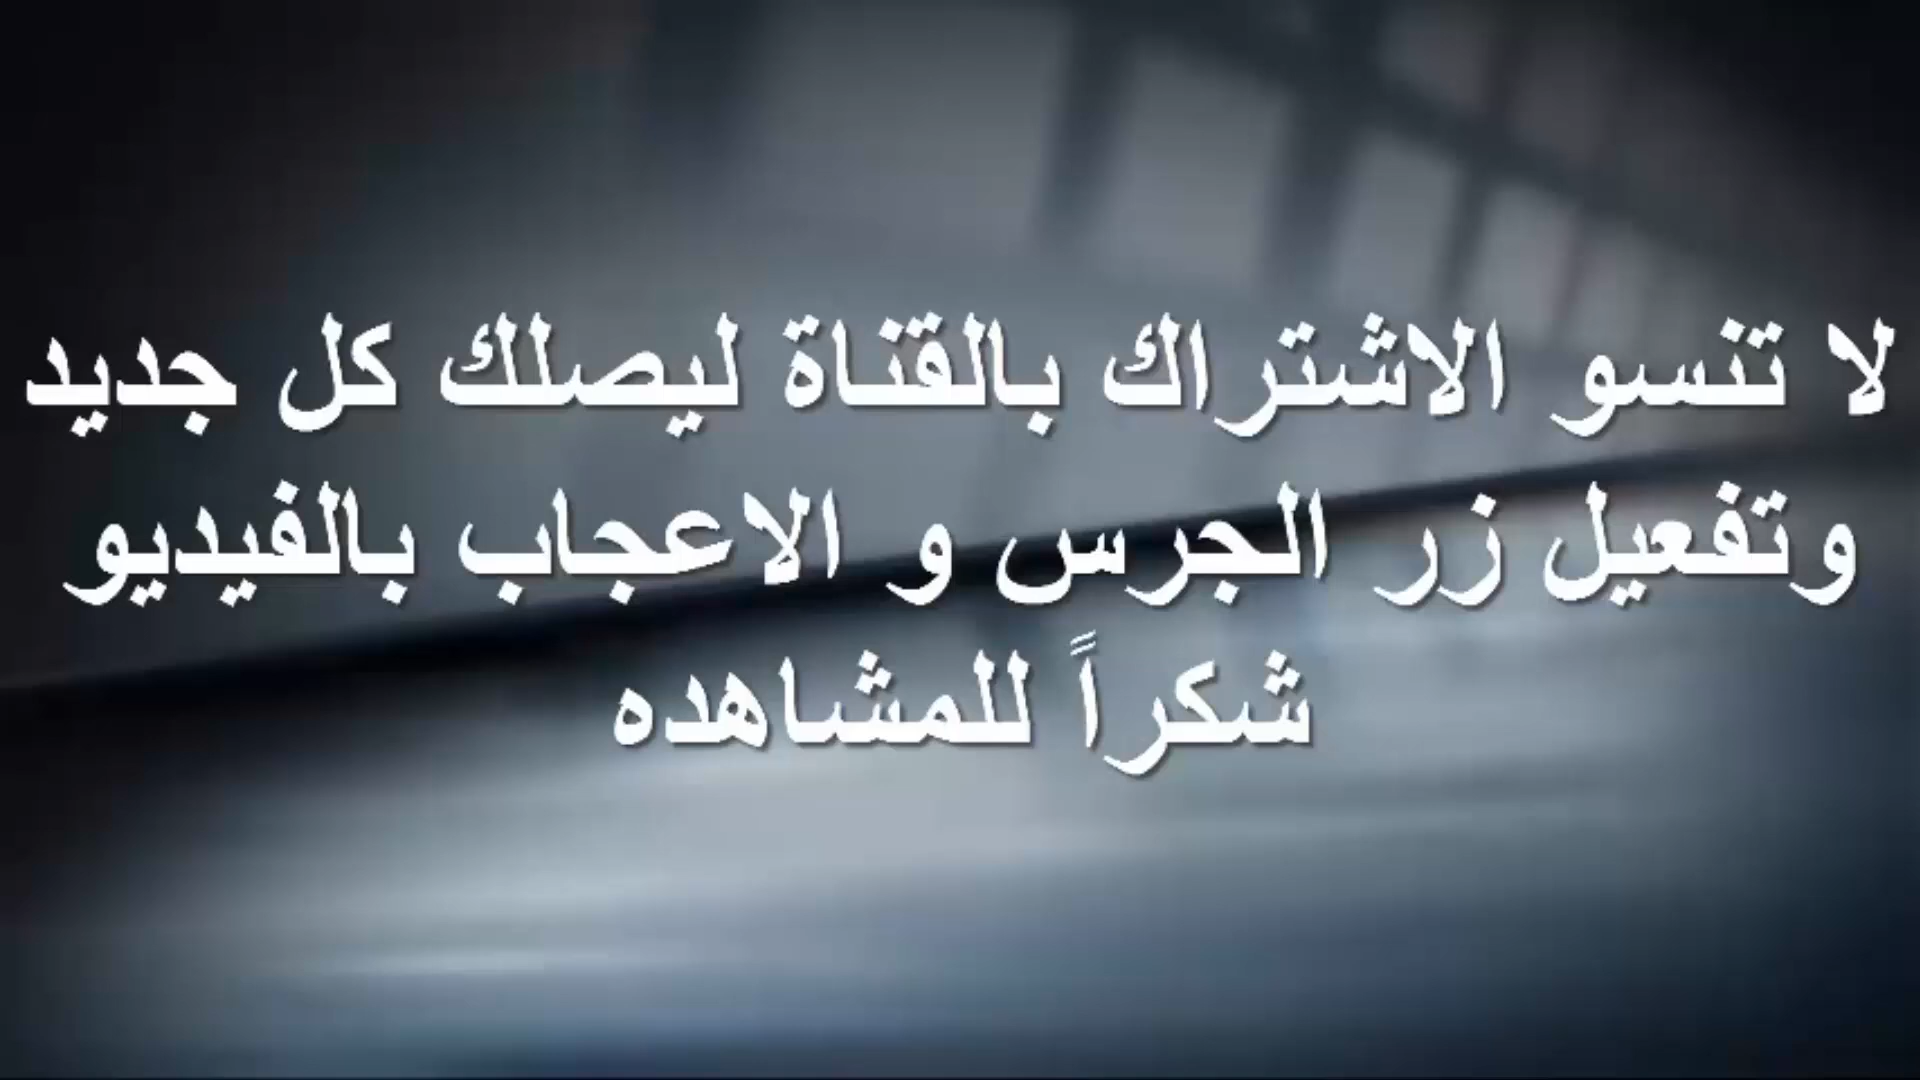 لا تنسو الاشتراك بالقناة ليصلك كل جديد
وتفعيل زر الجرس و الاعجاب بالفيديو
شكراً للمشاهده